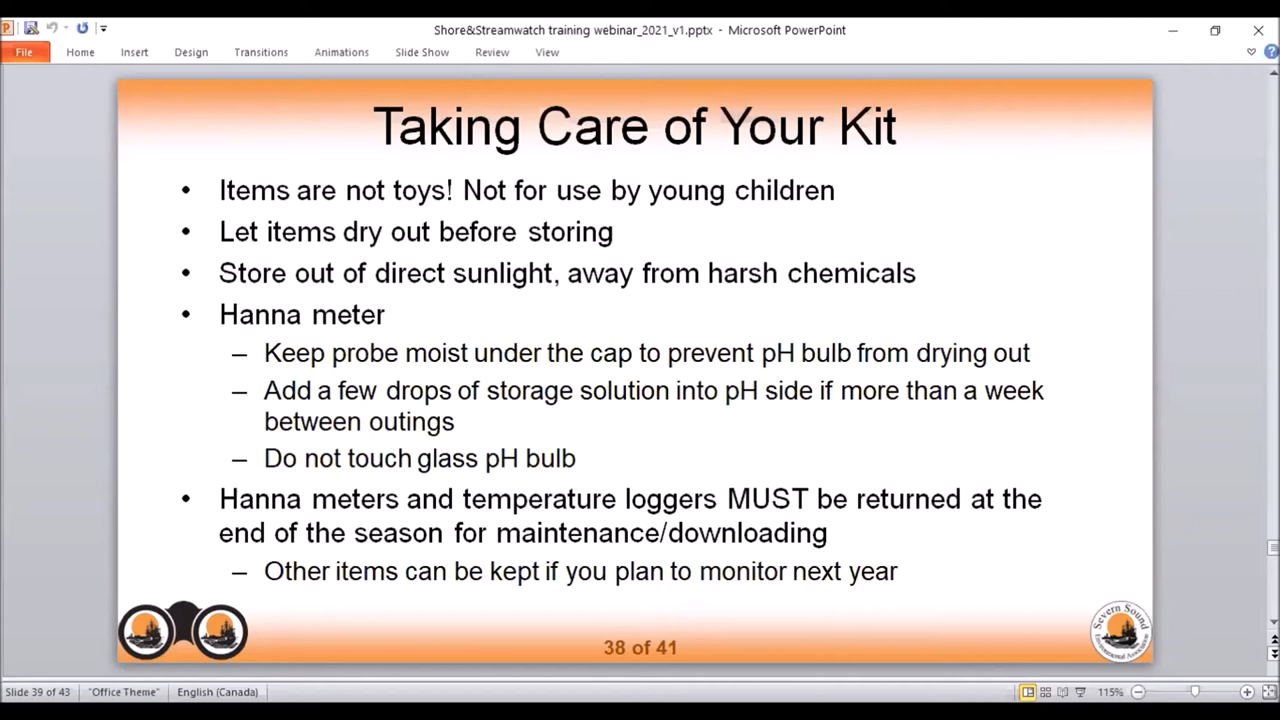 Shore&Streamwatch training webinar_2021_v1.pptx - Microsoft PowerPoint
File Home Insert Design Transitions Animations Slide Show Review View
Taking Care of Your Kit
• Items are not toys! Not for use by young children
• Let items dry out before storing
• Store out of direct sunlight, away from harsh chemicals
• Hanna meter
– Keep probe moist under the cap to prevent pH bulb from drying out
– Add a few drops of storage solution into pH side if more than a week
between outings
– Do not touch glass pH bulb
• Hanna meters and temperature loggers MUST be returned at the
end of the season for maintenance/downloading
– Other items can be kept if you plan to monitor next year
Severn Sound
Environmental Association
38 of 41
Slide 39 of 43 "Office Theme" English (Canada) 115%